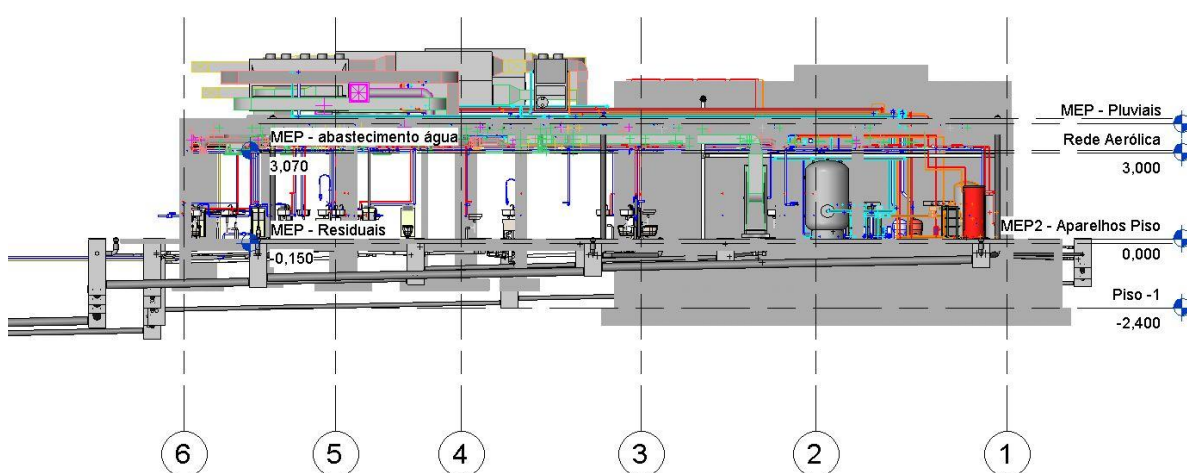 MEP - Pluviais
MEP - abastecimento água
Rede Aerólica
3,070
3,000
MEP - Residuais
MEP2 - Aparelhos Piso
-0,150
0,000
Piso -1
-2,400
6
5
4
3
2
1